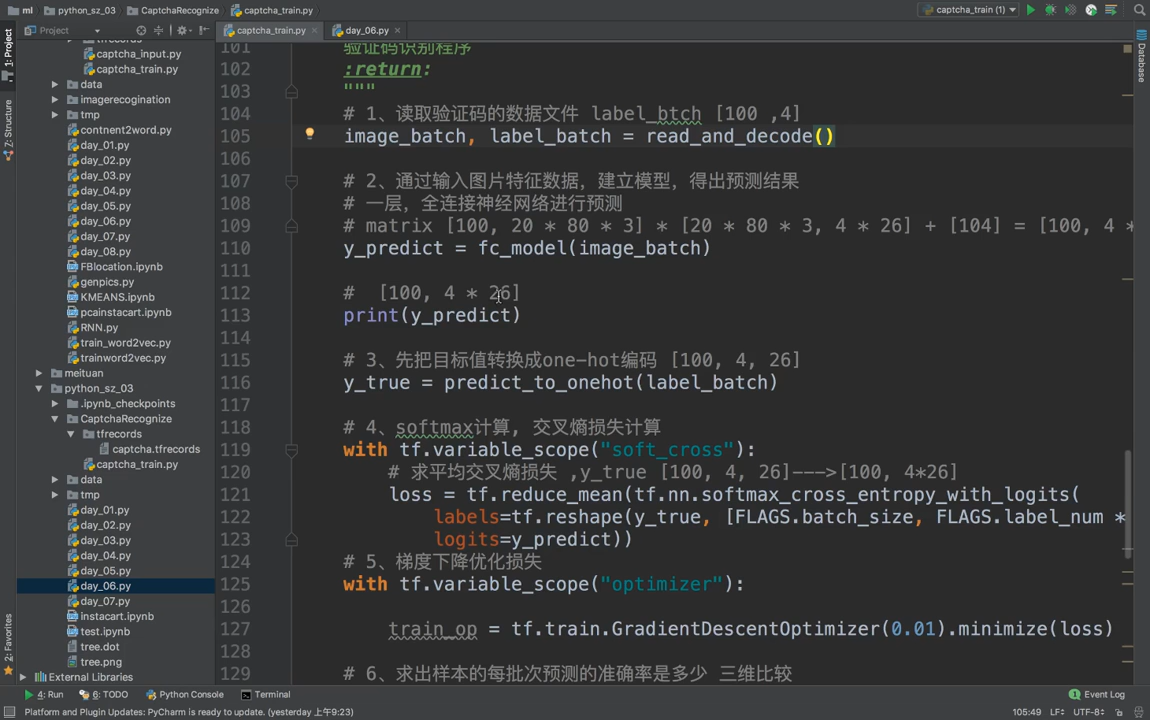 ml python_sz_03 CaptchaRecognize captcha_train.py captcha_train (1)
Project captcha_train.py day_06.py
1: Project
Z: Structure
2: Favorites
Database
tfrecords
captcha_input.py
captcha_train.py
data
imagerecogination
tmp
contnent2word.py
day_01.py
day_02.py
day_03.py
day_04.py
day_05.py
day_06.py
day_07.py
day_08.py
FBlocation.ipynb
genpics.py
KMEANS.ipynb
pcainstacart.ipynb
RNN.py
train_word2vec.py
trainword2vec.py
meituan
python_sz_03
.ipynb_checkpoints
CaptchaRecognize
tfrecords
captcha.tfrecords
captcha_train.py
data
tmp
day_01.py
day_02.py
day_03.py
day_04.py
day_05.py
day_06.py
day_07.py
instacart.ipynb
test.ipynb
tree.dot
tree.png
External Libraries
101 验证码识别程序
102 :return:
103 """
104 # 1、读取验证码的数据文件 label_btch [100 ,4]
105 image_batch, label_batch = read_and_decode()
106
107 # 2、通过输入图片特征数据，建立模型，得出预测结果
108 # 一层，全连接神经网络进行预测
109 # matrix [100, 20 * 80 * 3] * [20 * 80 * 3, 4 * 26] + [104] = [100, 4 *
110 y_predict = fc_model(image_batch)
111
112 #  [100, 4 * 26]
113 print(y_predict)
114
115 # 3、先把目标值转换成one-hot编码 [100, 4, 26]
116 y_true = predict_to_onehot(label_batch)
117
118 # 4、softmax计算, 交叉熵损失计算
119 with tf.variable_scope("soft_cross"):
120 # 求平均交叉熵损失 ,y_true [100, 4, 26]--->[100, 4*26]
121 loss = tf.reduce_mean(tf.nn.softmax_cross_entropy_with_logits(
122 labels=tf.reshape(y_true, [FLAGS.batch_size, FLAGS.label_num *
123 logits=y_predict))
124 # 5、梯度下降优化损失
125 with tf.variable_scope("optimizer"):
126
127 train_op = tf.train.GradientDescentOptimizer(0.01).minimize(loss)
128
129 # 6、求出样本的每批次预测的准确率是多少 三维比较
4: Run 6: TODO Python Console Terminal 1 Event Log
Platform and Plugin Updates: PyCharm is ready to update. (yesterday 上午9:23) 105:49 LF÷ UTF-8÷